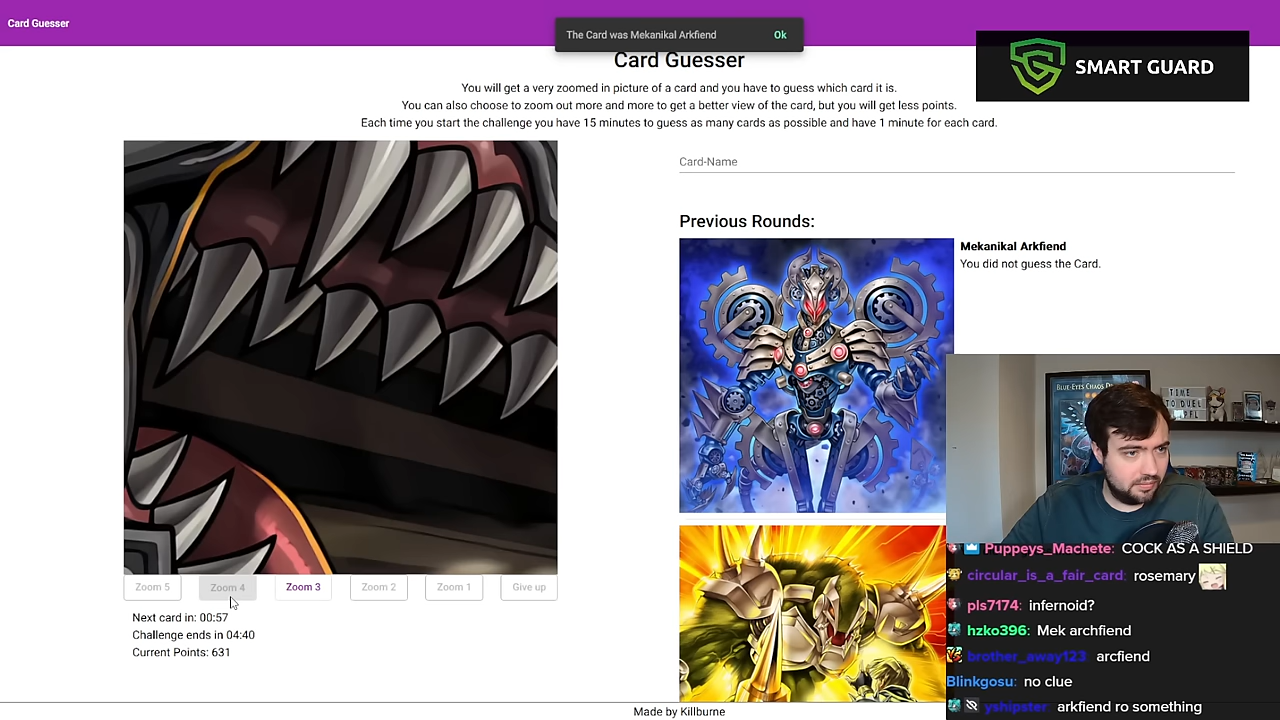 Card Guesser
The Card was Mekanikal Arkfiend
Ok
SMART GUARD
Card Guesser
You will get a very zoomed in picture of a card and you have to guess which card it is.
You can also choose to zoom out more and more to get a better view of the card, but you will get less points.
Each time you start the challenge you have 15 minutes to guess as many cards as possible and have 1 minute for each card.
Card-Name
Previous Rounds:
Mekanikal Arkfiend
You did not guess the Card.
Zoom 5
Zoom 4
Zoom 3
Zoom 2
Zoom 1
Give up
Next card in: 00:57
Challenge ends in 04:40
Current Points: 631
TIME
TO DUEL
Puppeys_Machete: COCK AS A SHIELD
circular_is_a_fair_card: rosemary
pls7174: infernoid?
hzko396: Mek archfiend
brother_away123 arcfiend
Blinkgosu: no clue
yshipster arkfiend ro something
Made by Killburne